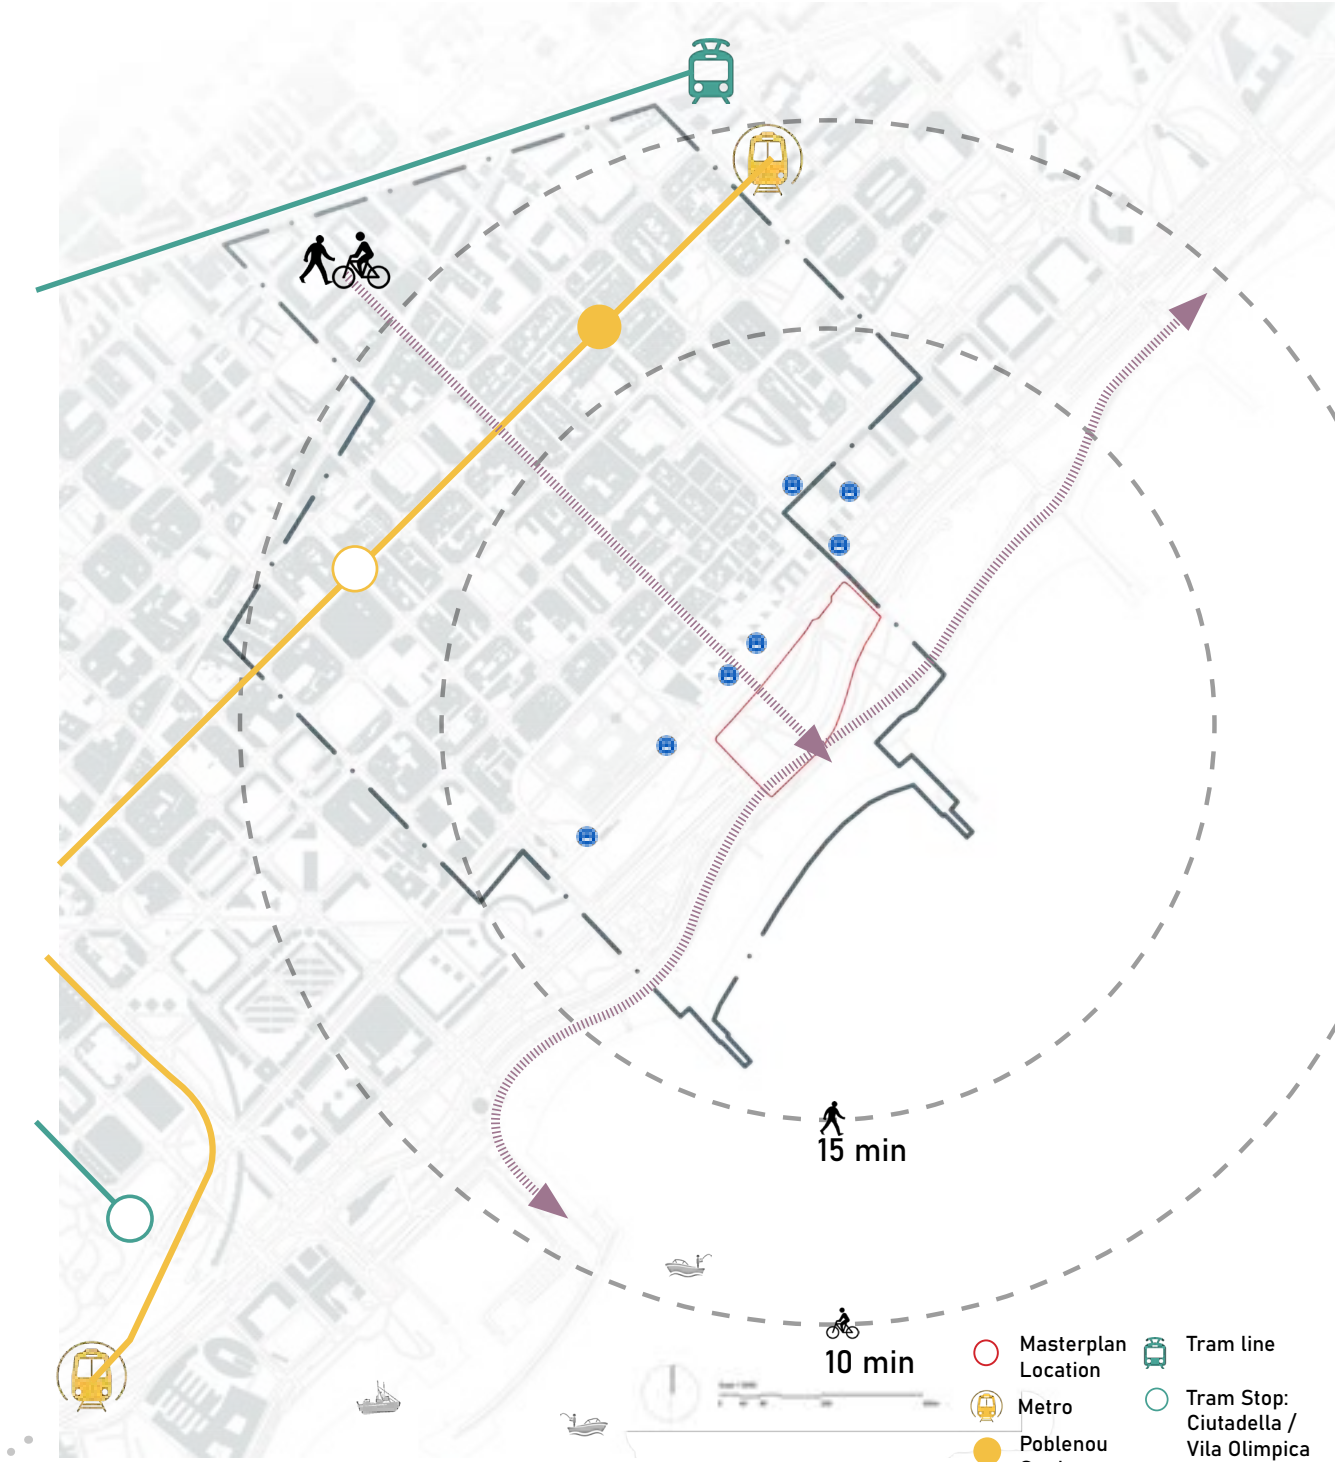 15 min
10 min
Masterplan
Location
Tram line
Metro
Tram Stop:
Ciutadella /
Vila Olimpica
Poblenou